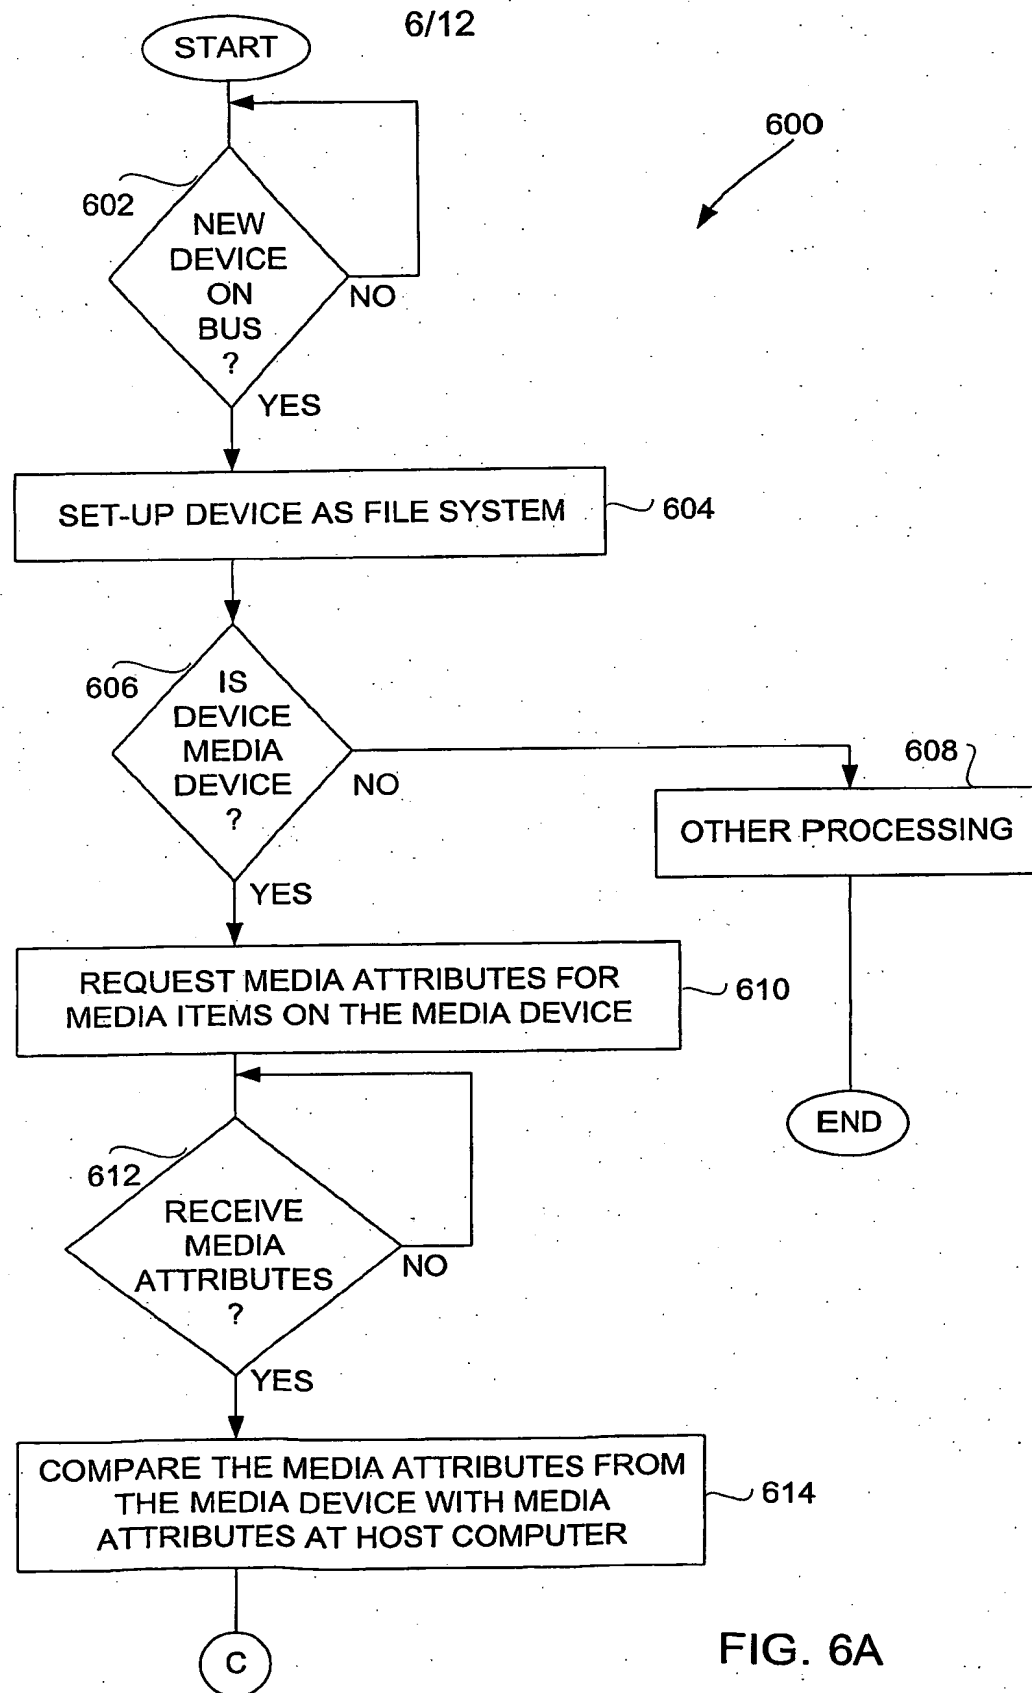 6/12
START
600
602
NEW
DEVICE
ON
BUS
?
NO
YES
SET-UP DEVICE AS FILE SYSTEM
604
606
IS
DEVICE
MEDIA
DEVICE
?
NO
608
OTHER PROCESSING
YES
REQUEST MEDIA ATTRIBUTES FOR
MEDIA ITEMS ON THE MEDIA DEVICE
610
END
612
RECEIVE
MEDIA
ATTRIBUTES
?
NO
YES
COMPARE THE MEDIA ATTRIBUTES FROM
THE MEDIA DEVICE WITH MEDIA
ATTRIBUTES AT HOST COMPUTER
614
C
FIG. 6A